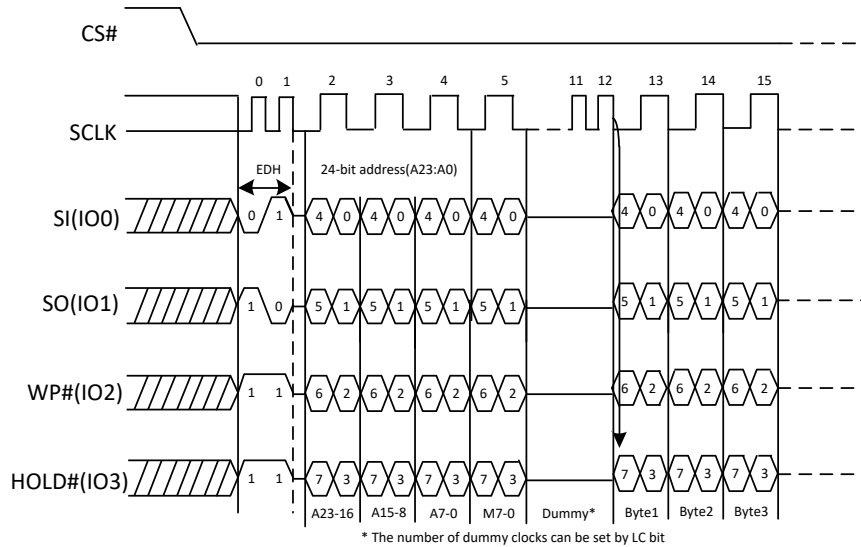 CS#
0 1 2 3 4 5 11 12 13 14 15
SCLK
EDH 24-bit address(A23:A0)
SI(IO0) 0 1 4 0 4 0 4 0 4 0 4 0 4 0 4 0
SO(IO1) 1 0 5 1 5 1 5 1 5 1 5 1 5 1 5 1
WP#(IO2) 1 1 6 2 6 2 6 2 6 2 6 2 6 2 6 2
HOLD#(IO3) 1 1 7 3 7 3 7 3 7 3 7 3 7 3 7 3
A23-16 A15-8 A7-0 M7-0 Dummy* Byte1 Byte2 Byte3
* The number of dummy clocks can be set by LC bit